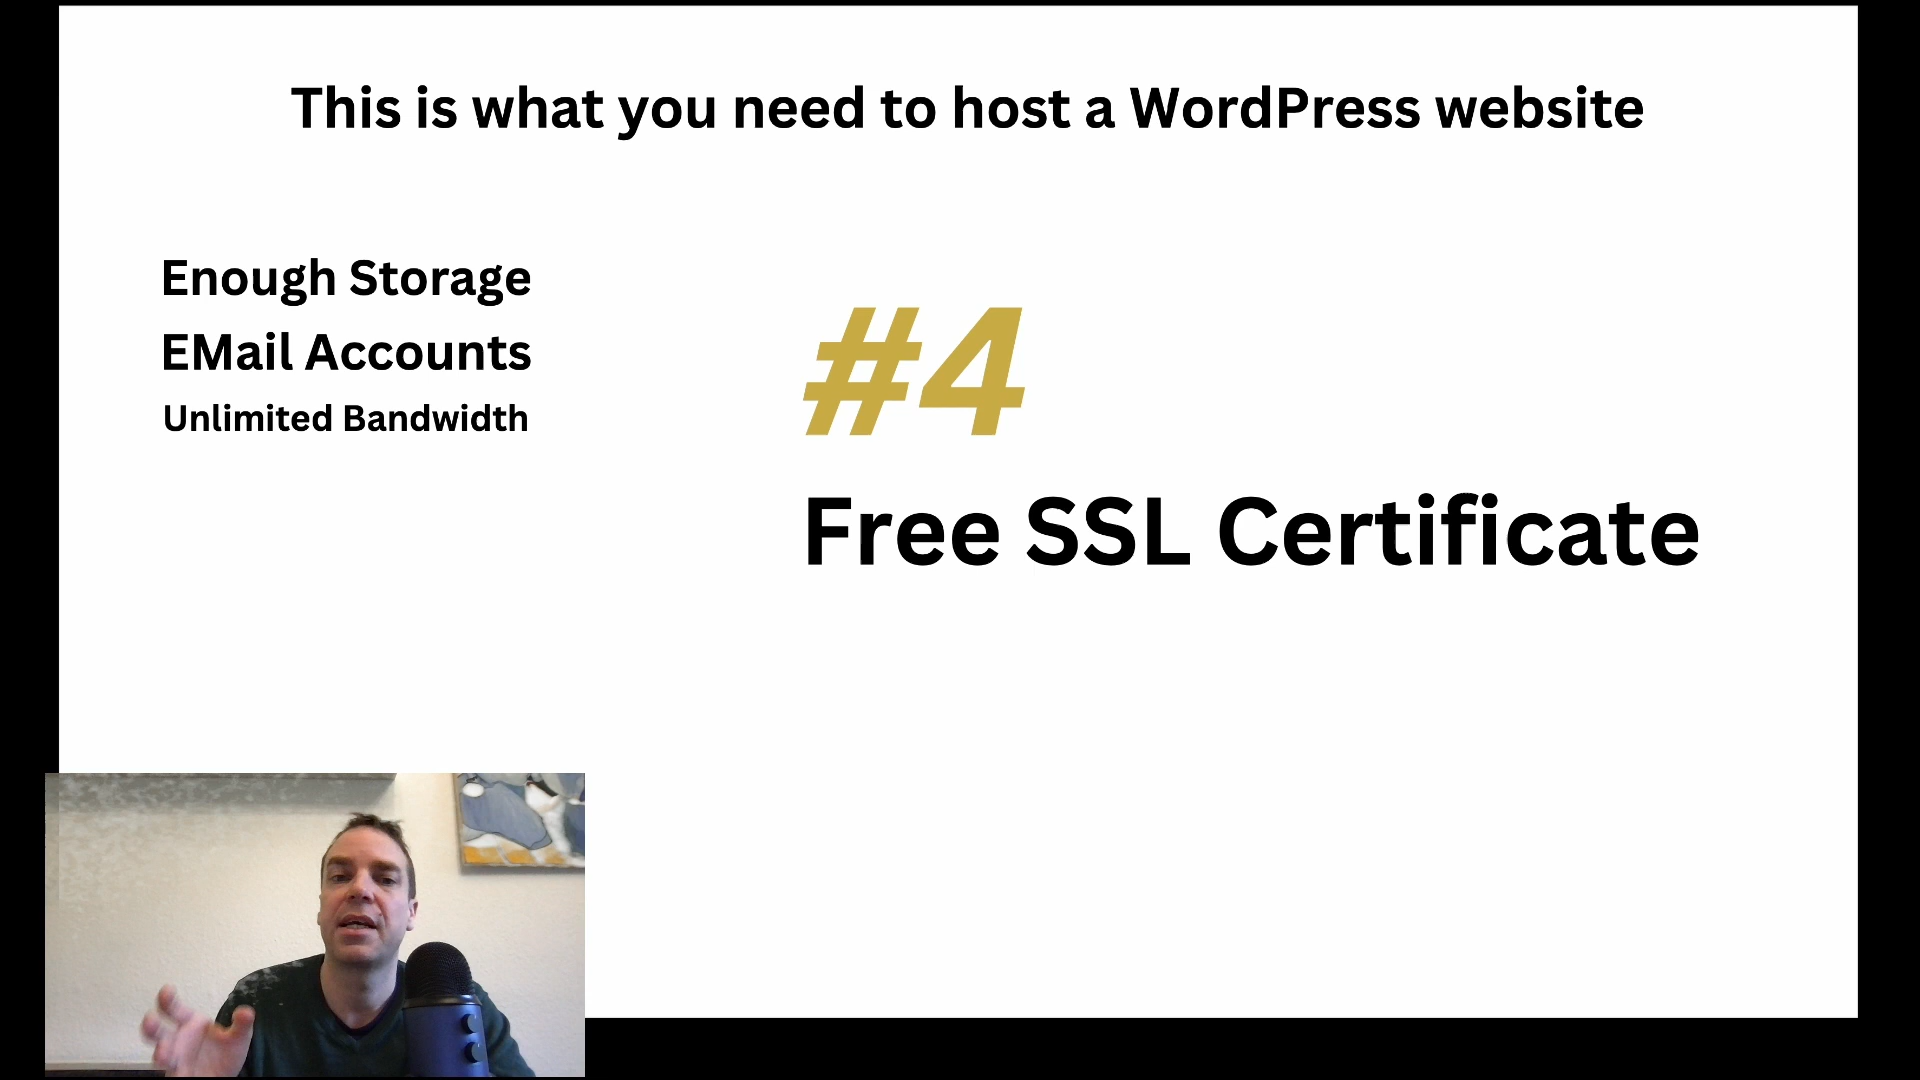 This is what you need to host a WordPress website
Enough Storage
EMail Accounts
Unlimited Bandwidth
#4
Free SSL Certificate